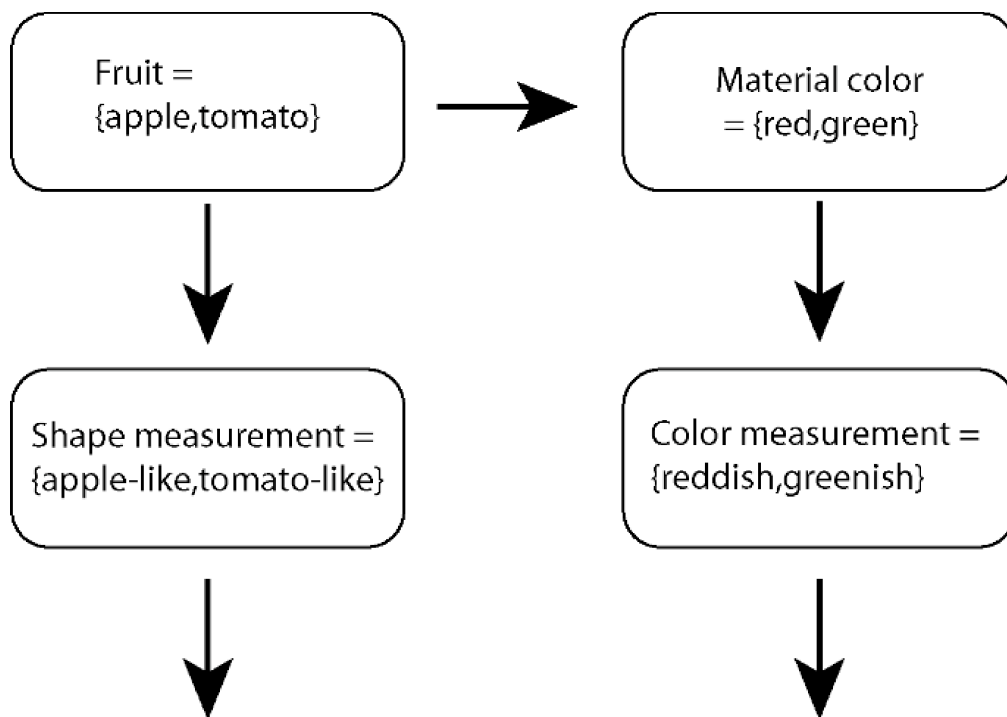 Fruit =
{apple,tomato}
Material color
= {red,green}
Shape measurement =
{apple-like,tomato-like}
Color measurement =
{reddish,greenish}